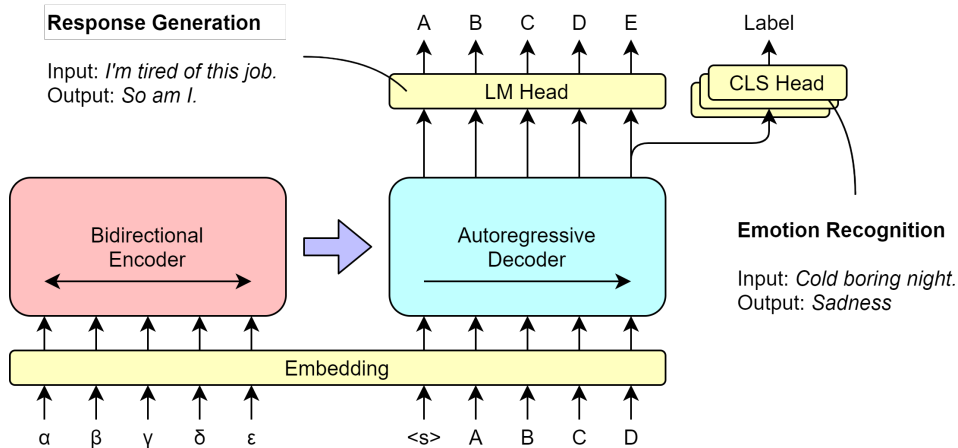 Response Generation
Input: I'm tired of this job.
Output: So am I.
A B C D E
Label
LM Head
CLS Head
Bidirectional
Encoder
Autoregressive
Decoder
Emotion Recognition
Input: Cold boring night.
Output: Sadness
Embedding
α β γ δ ε
<s> A B C D